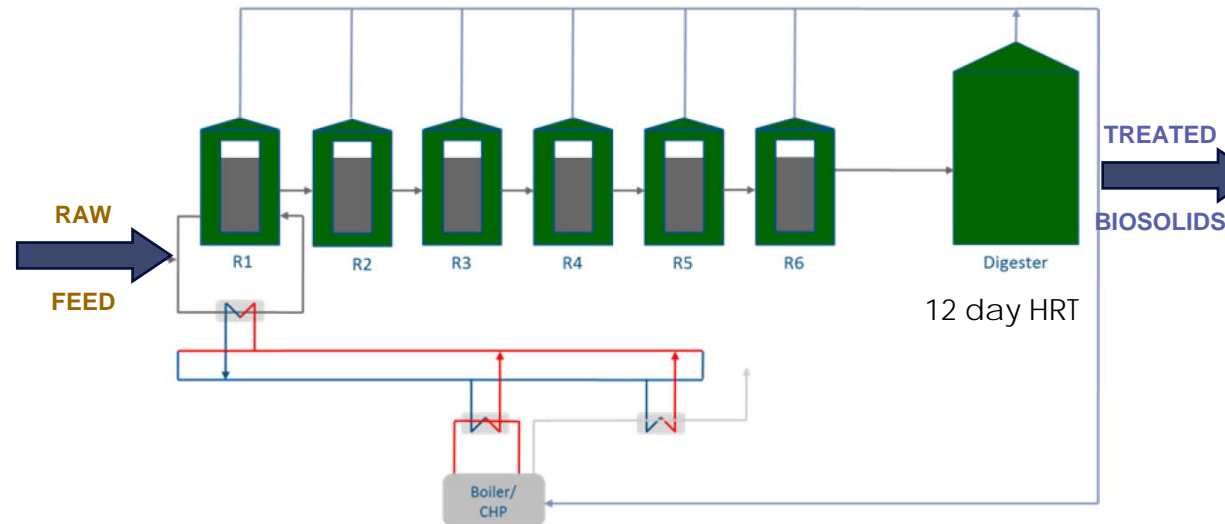 TREATED
BIOSOLIDS
RAW
FEED
R1
R2
R3
R4
R5
R6
Digester
12 day HRT
Boiler/
CHP